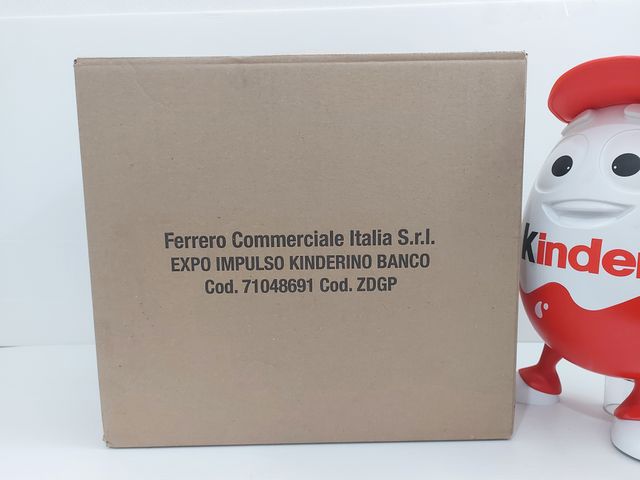 Ferrero Commerciale Italia S.r.l.
EXPO IMPULSO KINDERINO BANCO
Cod. 71048691 Cod. ZDGP
kinder